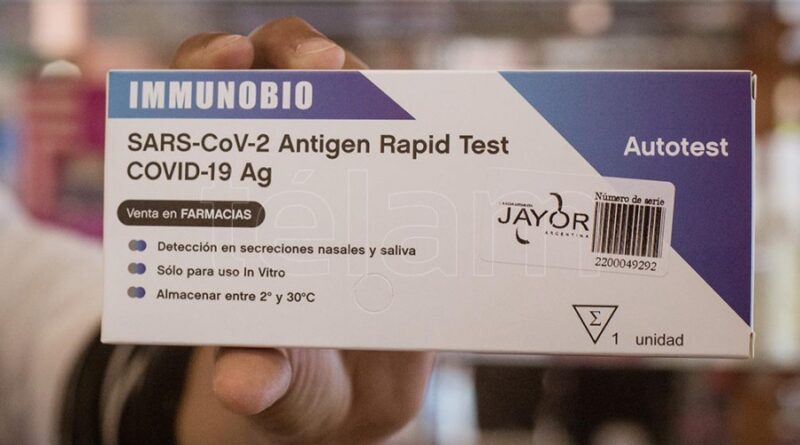 IMMUNOBIO
SARS-CoV-2 Antigen Rapid Test
COVID-19 Ag
Autotest
Venta en FARMACIAS
Detección en secreciones nasales y saliva
Sólo para uso In Vitro
Almacenar entre 2° y 30°C
JAYOR
ARGENTINA
Número de serie
2200049292
Σ
1 unidad
télam